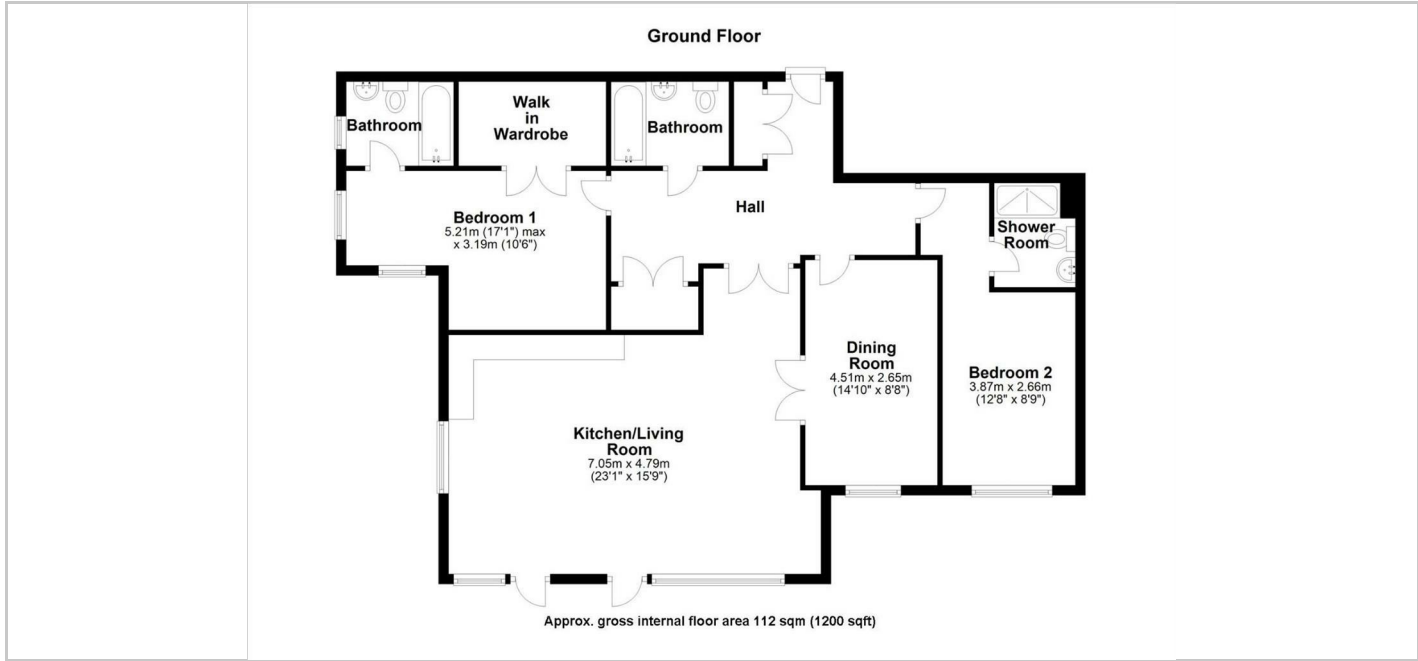 Ground Floor
Bathroom
Walk
in
Wardrobe
Bathroom
Bedroom 1
5.21m (17'1") max
x 3.19m (10'6")
Hall
Shower
Room
Dining
Room
4.51m x 2.65m
(14'10" x 8'8")
Bedroom 2
3.87m x 2.66m
(12'8" x 8'9")
Kitchen/Living
Room
7.05m x 4.79m
(23'1" x 15'9")
Approx. gross internal floor area 112 sqm (1200 sqft)